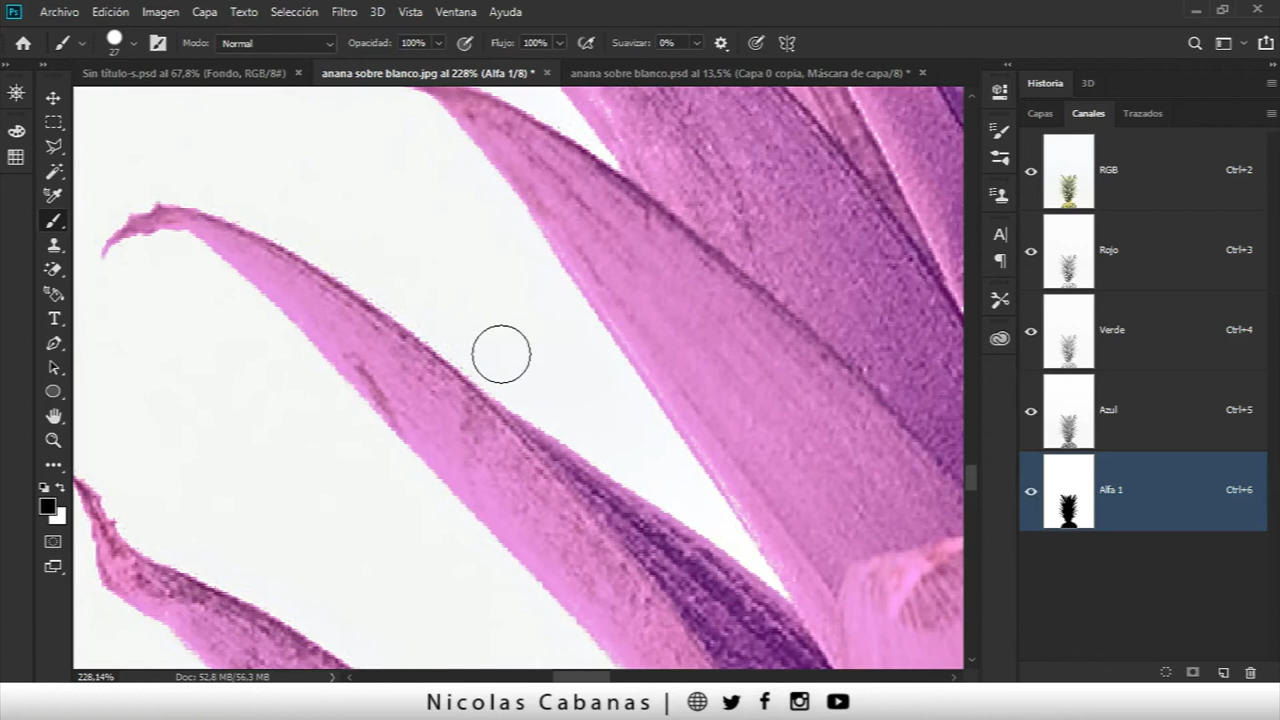 Ps Archivo Edición Imagen Capa Texto Selección Filtro 3D Vista Ventana Ayuda
27 Modo: Normal Opacidad: 100% Flujo: 100% Suavizar: 0%
Sin título-s.psd al 67,8% (Fondo, RGB/8#) × anana sobre blanco.jpg al 228% (Alfa 1/8) * × anana sobre blanco.psd al 13,5% (Capa 0 copia, Máscara de capa/8) * ×
Historia 3D
Capas Canales Trazados
RGB Ctrl+2
Rojo Ctrl+3
Verde Ctrl+4
Azul Ctrl+5
Alfa 1 Ctrl+6
228,14% Doc: 52,8 MB/56,3 MB
Nicolas Cabanas |